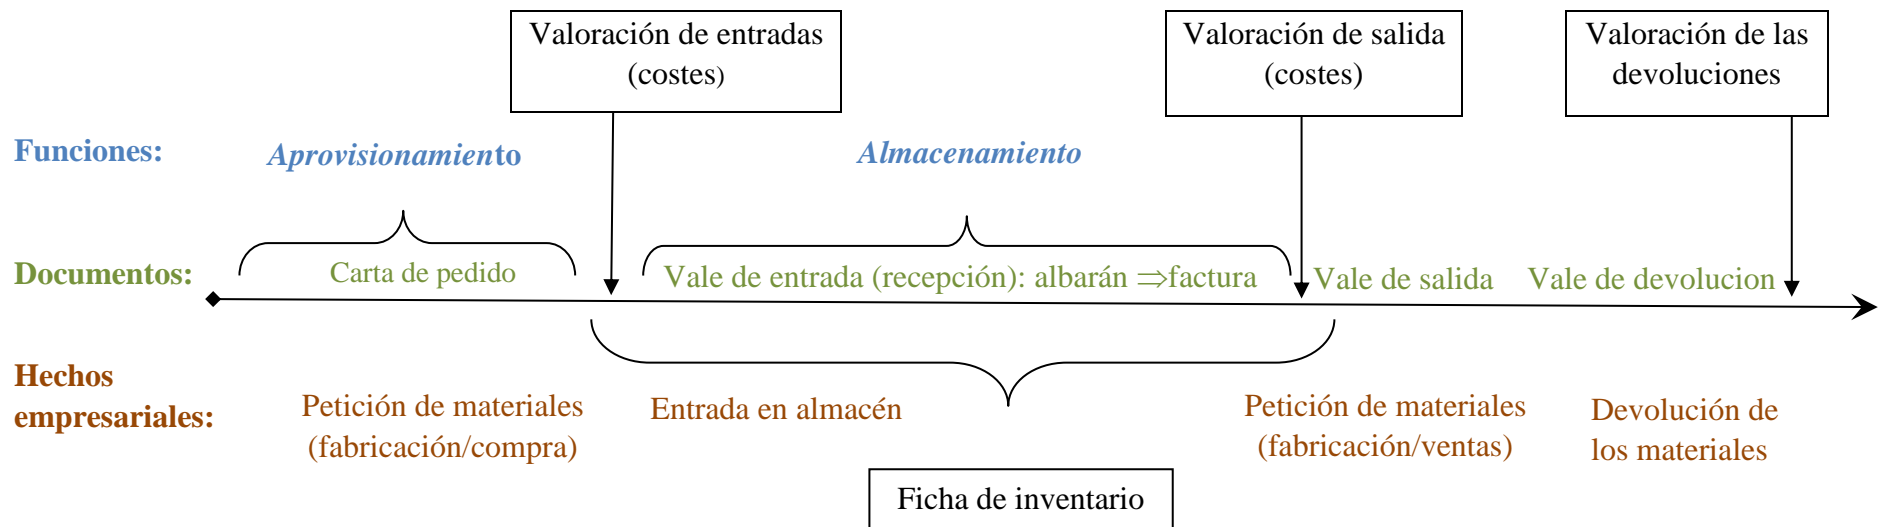 Valoración de entradas
(costes)
Valoración de salida
(costes)
Valoración de las
devoluciones
Funciones:
Aprovisionamiento
Almacenamiento
Documentos:
Carta de pedido
Vale de entrada (recepción): albarán ⇒factura
Vale de salida
Vale de devolucion
Hechos
empresariales:
Petición de materiales
(fabricación/compra)
Entrada en almacén
Petición de materiales
(fabricación/ventas)
Devolución de
los materiales
Ficha de inventario